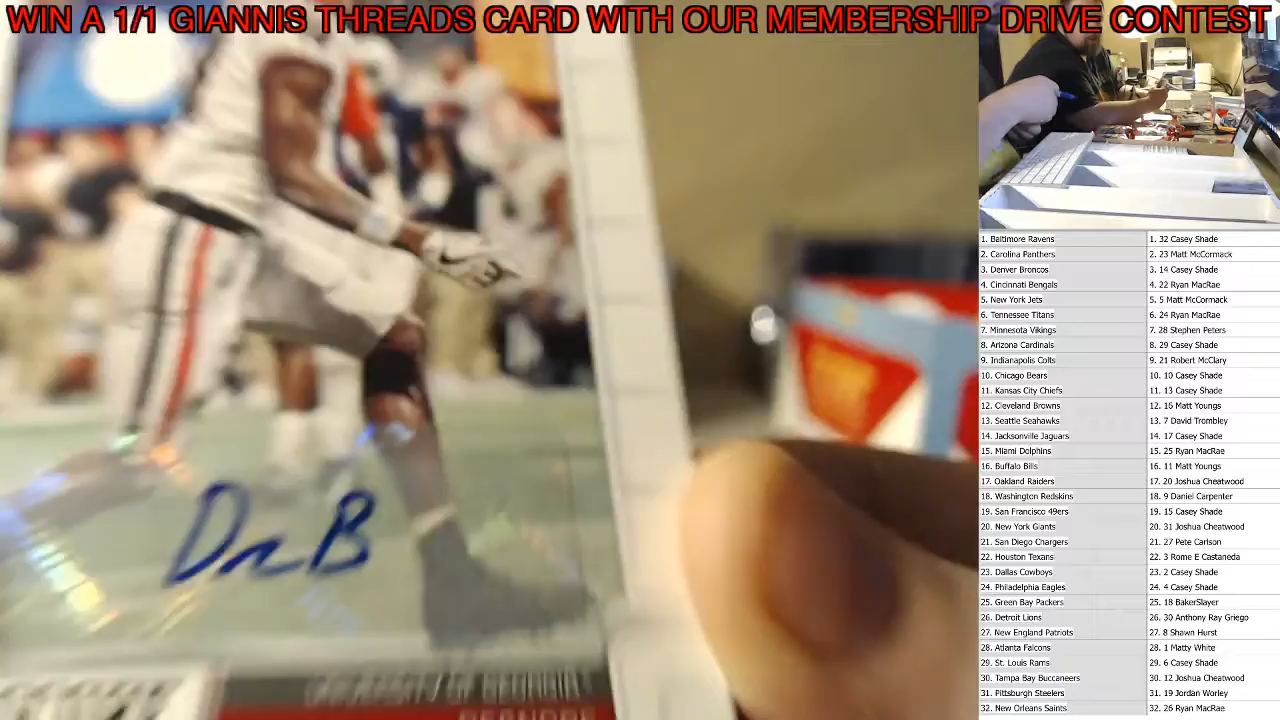 WIN A 1/1 GIANNIS THREADS CARD WITH OUR MEMBERSHIP DRIVE CONTEST
1. Baltimore Ravens 1. 32 Casey Shade
2. Carolina Panthers 2. 23 Matt McCormack
3. Denver Broncos 3. 14 Casey Shade
4. Cincinnati Bengals 4. 22 Ryan MacRae
5. New York Jets 5. 5 Matt McCormack
6. Tennessee Titans 6. 24 Ryan MacRae
7. Minnesota Vikings 7. 28 Stephen Peters
8. Arizona Cardinals 8. 29 Casey Shade
9. Indianapolis Colts 9. 21 Robert McClary
10. Chicago Bears 10. 10 Casey Shade
11. Kansas City Chiefs 11. 13 Casey Shade
12. Cleveland Browns 12. 16 Matt Youngs
13. Seattle Seahawks 13. 7 David Trombley
14. Jacksonville Jaguars 14. 17 Casey Shade
15. Miami Dolphins 15. 25 Ryan MacRae
16. Buffalo Bills 16. 11 Matt Youngs
17. Oakland Raiders 17. 20 Joshua Cheatwood
18. Washington Redskins 18. 9 Daniel Carpenter
19. San Francisco 49ers 19. 15 Casey Shade
20. New York Giants 20. 31 Joshua Cheatwood
21. San Diego Chargers 21. 27 Pete Carlson
22. Houston Texans 22. 3 Rome E Castaneda
23. Dallas Cowboys 23. 2 Casey Shade
24. Philadelphia Eagles 24. 4 Casey Shade
25. Green Bay Packers 25. 18 BakerSlayer
26. Detroit Lions 26. 30 Anthony Ray Griego
27. New England Patriots 27. 8 Shawn Hurst
28. Atlanta Falcons 28. 1 Matty White
29. St. Louis Rams 29. 6 Casey Shade
30. Tampa Bay Buccaneers 30. 12 Joshua Cheatwood
31. Pittsburgh Steelers 31. 19 Jordan Worley
32. New Orleans Saints 32. 26 Ryan MacRae
UNIVERSITY OF